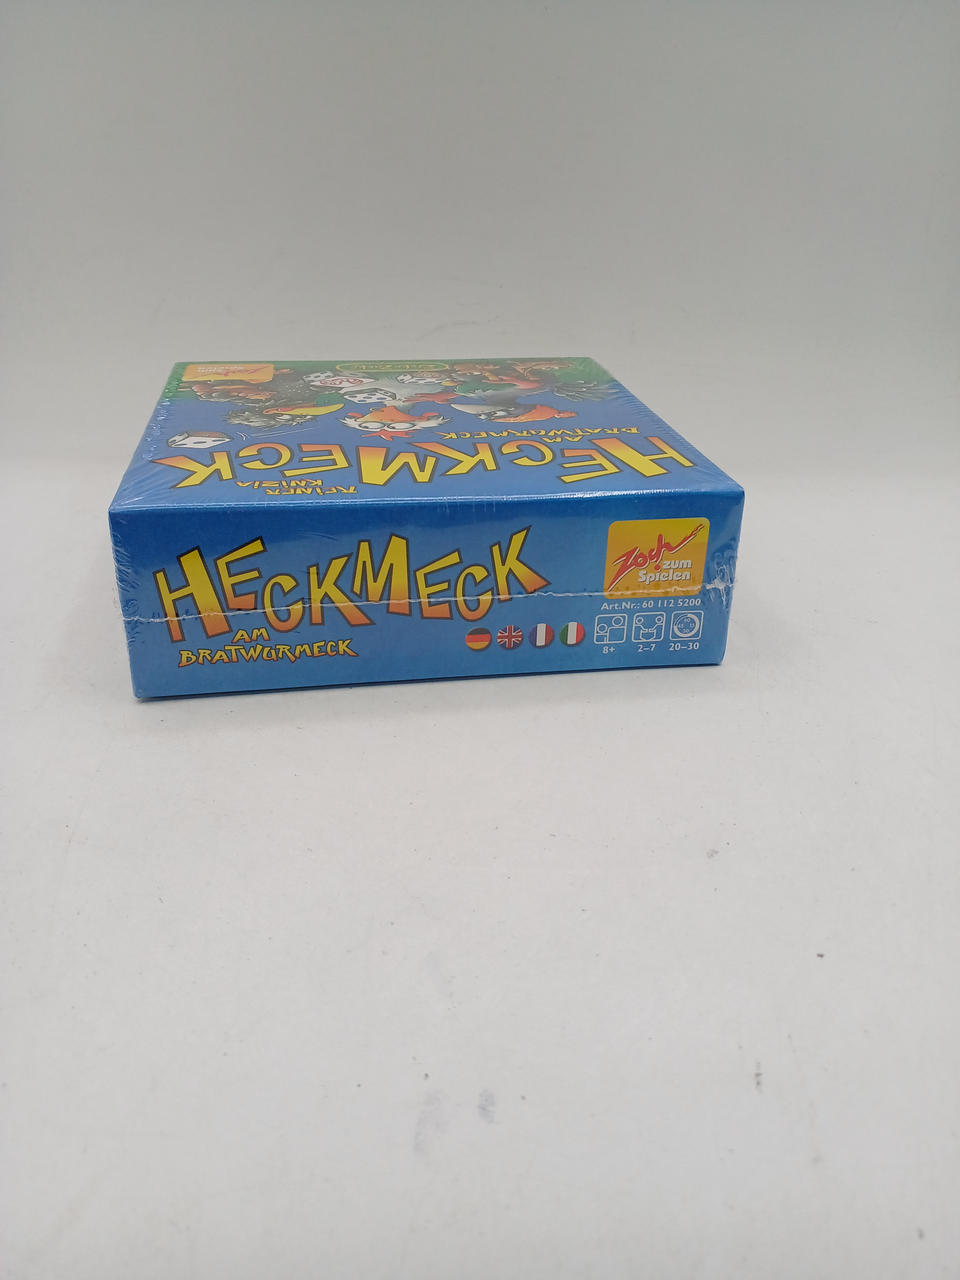 HECKMECK
AM
BRATWURMECK
REINER
KNIZIA
HECKMECK
AM
BRATWURMECK
Zoch
zum
Spielen
Art.Nr.: 60 112 5200
8+
2–7
20–30